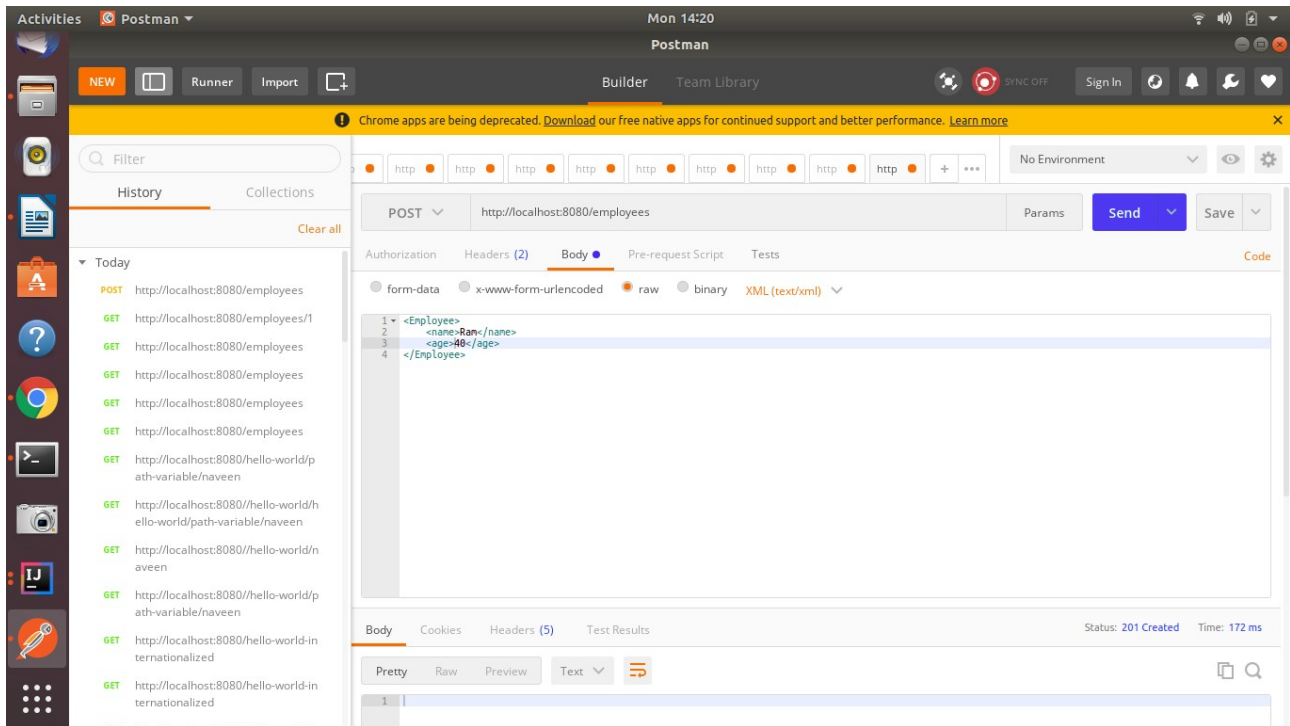 Activities Postman Mon 14:20
Postman
NEW Runner Import Builder Team Library SYNC OFF Sign In
Chrome apps are being deprecated. Download our free native apps for continued support and better performance. Learn more
Filter
History Collections
Clear all
Today
POST http://localhost:8080/employees
GET http://localhost:8080/employees/1
GET http://localhost:8080/employees
GET http://localhost:8080/employees
GET http://localhost:8080/employees
GET http://localhost:8080/employees
GET http://localhost:8080/hello-world/p
ath-variable/naveen
GET http://localhost:8080//hello-world/h
ello-world/path-variable/naveen
GET http://localhost:8080//hello-world/n
aveen
GET http://localhost:8080//hello-world/p
ath-variable/naveen
GET http://localhost:8080/hello-world-in
ternationalized
GET http://localhost:8080/hello-world-in
ternationalized
http http http http http http http http http + ••• No Environment
POST http://localhost:8080/employees Params Send Save
Authorization Headers (2) Body Pre-request Script Tests Code
form-data x-www-form-urlencoded raw binary XML (text/xml)
1 <Employee>
2 <name>Ram</name>
3 <age>40</age>
4 </Employee>
Body Cookies Headers (5) Test Results Status: 201 Created Time: 172 ms
Pretty Raw Preview Text
1